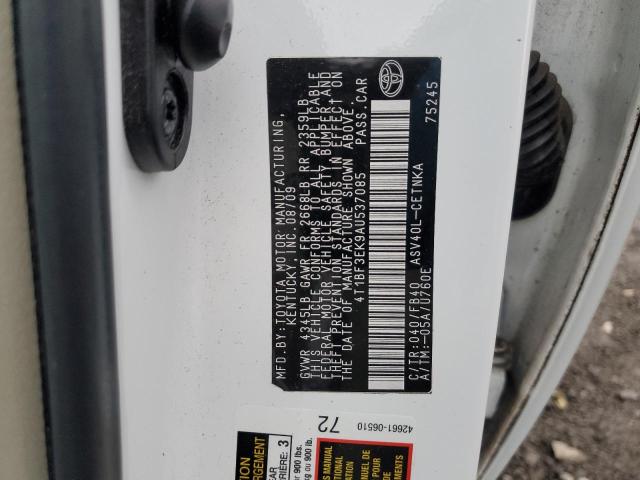 MFD.BY: TOYOTA MOTOR MANUFACTURING,
KENTUCKY, INC. 08/09
GVWR 4345LB GAWR FR 2668LB RR 2359LB
THIS VEHICLE CONFORMS TO ALL APPLICABLE
FEDERAL MOTOR VEHICLE SAFETY, BUMPER, AND
THEFT PREVENTION STANDARDS IN EFFECT ON
THE DATE OF MANUFACTURE SHOWN ABOVE.
4T1BF3EK9AU537085 PASS. CAR
C/TR: 040/FB40 ASV40L-CETNKA
A/TM: -05A/U760E 75245
42661-06510
72